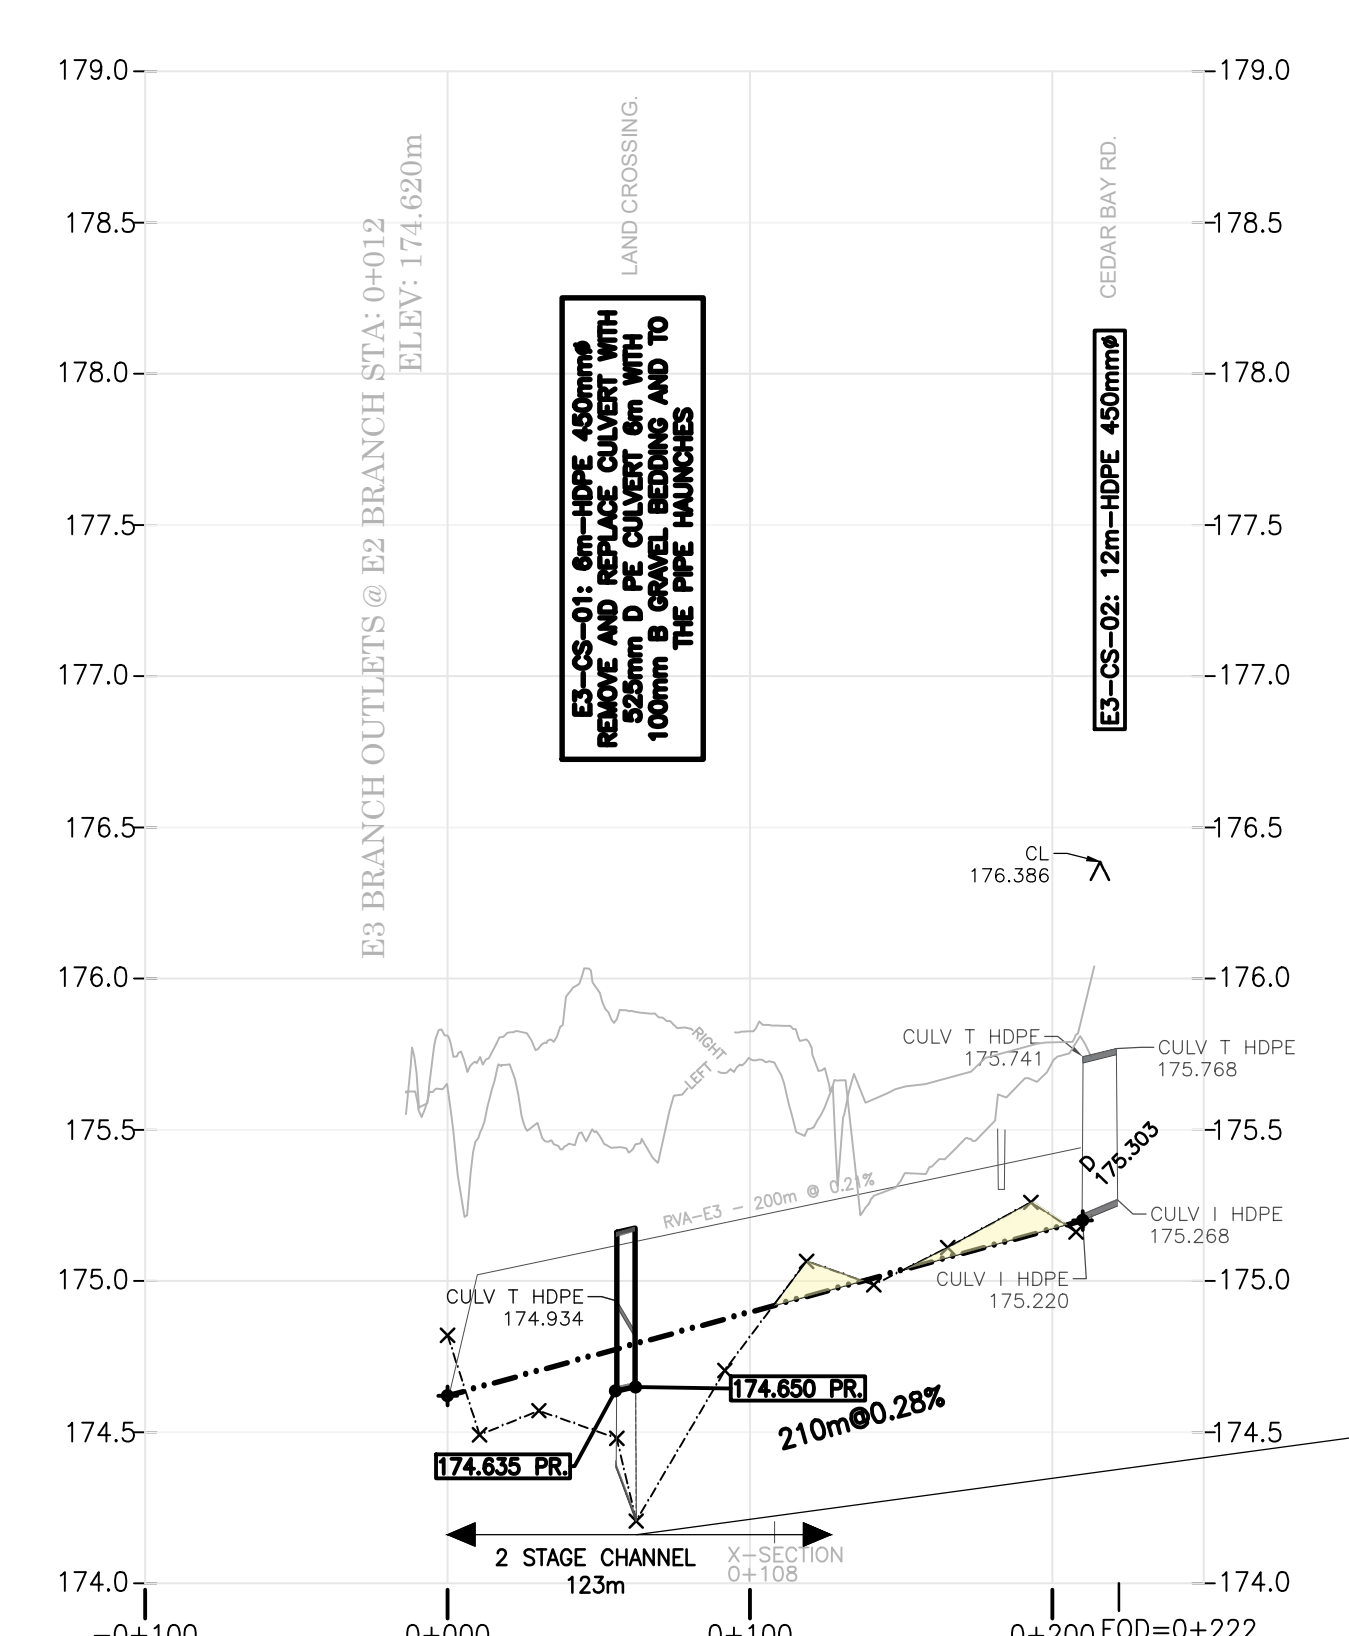 179.0
179.0
178.5
178.5
178.0
178.0
177.5
177.5
177.0
177.0
176.5
176.5
176.0
176.0
175.5
175.5
175.0
175.0
174.5
174.5
174.0
174.0
E3 BRANCH OUTLETS @ E2 BRANCH STA: 0+012
ELEV: 174.620m
LAND CROSSING.
E3-CS-01: 6m-HDPE 450mmø
REMOVE AND REPLACE CULVERT WITH
525mm D PE CULVERT 6m WITH
100mm B GRAVEL BEDDING AND TO
THE PIPE HAUNCHES
CEDAR BAY RD.
E3-CS-02: 12m-HDPE 450mmø
CL
176.386
RIGHT
LEFT
CULV T HDPE
175.741
CULV T HDPE
175.768
D
175.303
RVA-E3 - 200m @ 0.21%
CULV I HDPE
175.268
CULV I HDPE
175.220
CULV T HDPE
174.934
174.650 PR.
210m@0.28%
174.635 PR.
2 STAGE CHANNEL
123m
X-SECTION
0+108
-0+100
0+000
0+100
0+200
EOD=0+222